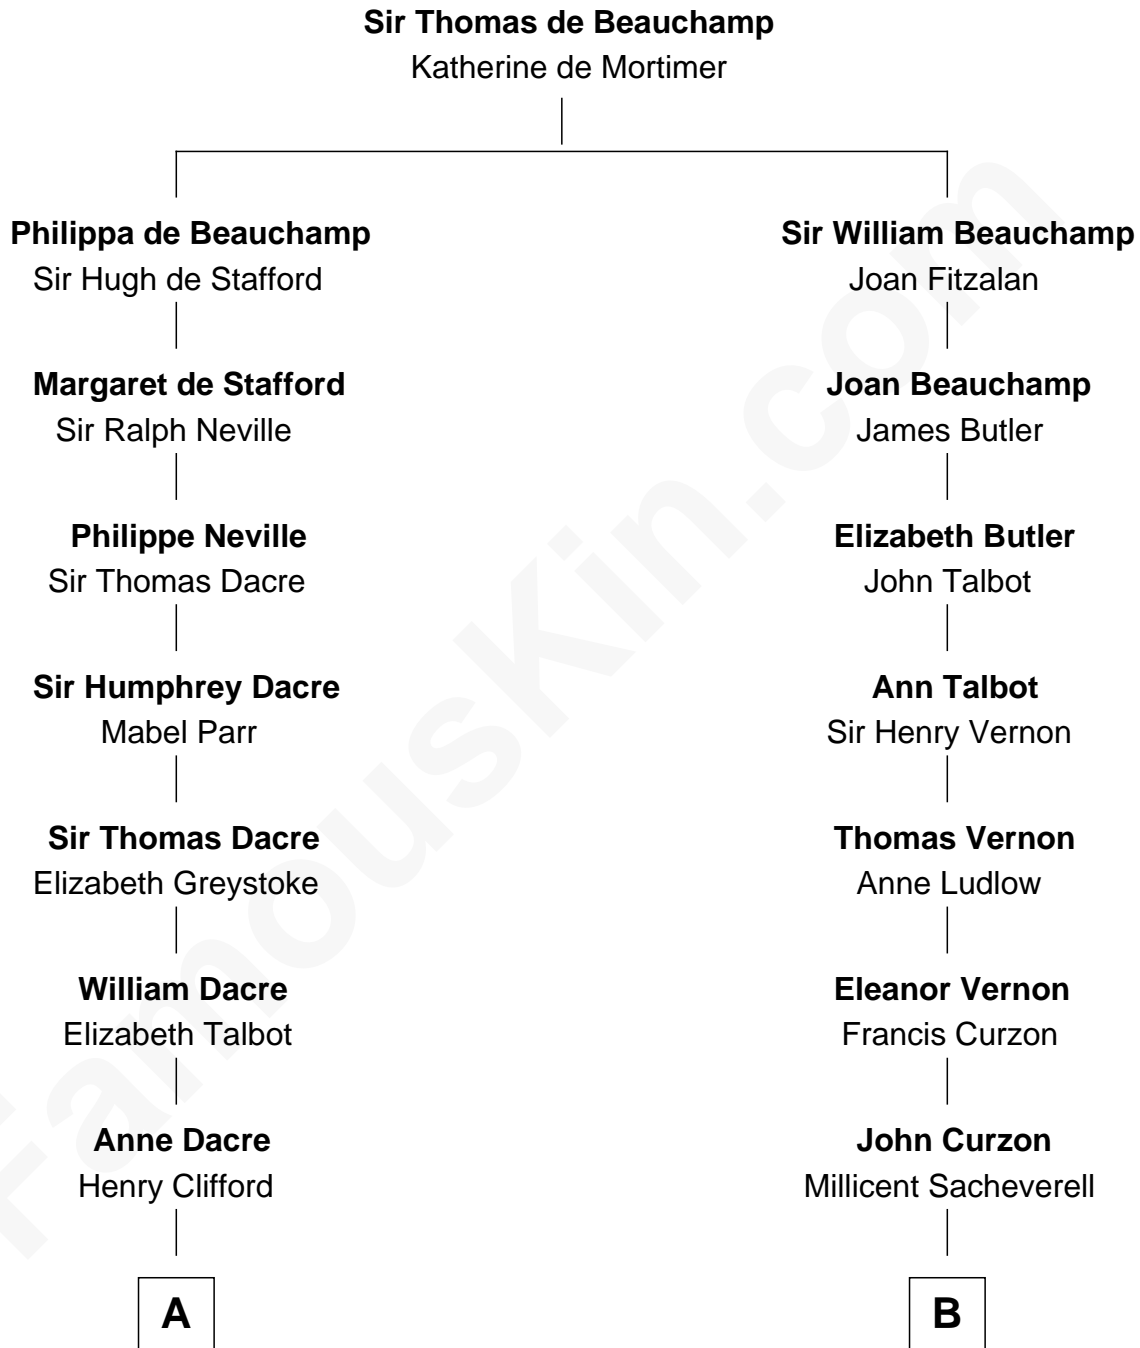 Sir Thomas de Beauchamp
Katherine de Mortimer
Philippa de Beauchamp
Sir Hugh de Stafford
Margaret de Stafford
Sir Ralph Neville
Philippe Neville
Sir Thomas Dacre
Sir Humphrey Dacre
Mabel Parr
Sir Thomas Dacre
Elizabeth Greystoke
William Dacre
Elizabeth Talbot
Anne Dacre
Henry Clifford
A
Sir William Beauchamp
Joan Fitzalan
Joan Beauchamp
James Butler
Elizabeth Butler
John Talbot
Ann Talbot
Sir Henry Vernon
Thomas Vernon
Anne Ludlow
Eleanor Vernon
Francis Curzon
John Curzon
Millicent Sacheverell
B
FamousKin.com